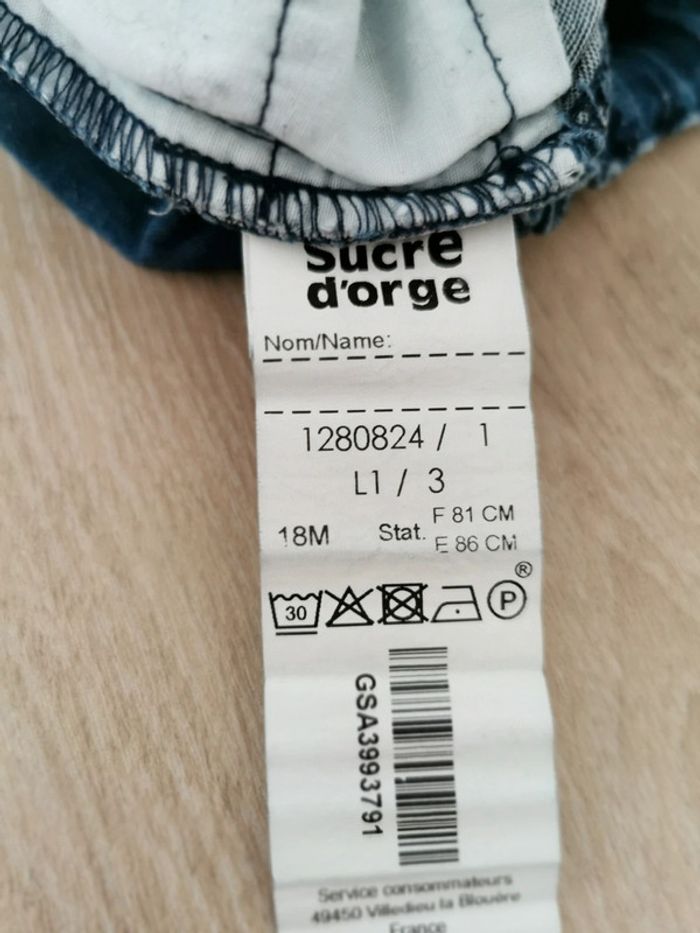 Sucre
d'orge
Nom/Name:
1280824 / 1
L1 / 3
18M Stat. F 81 CM
E 86 CM
30 P ®
GSA3993791
Service consommateurs
49450 Villedieu la Blouère
France